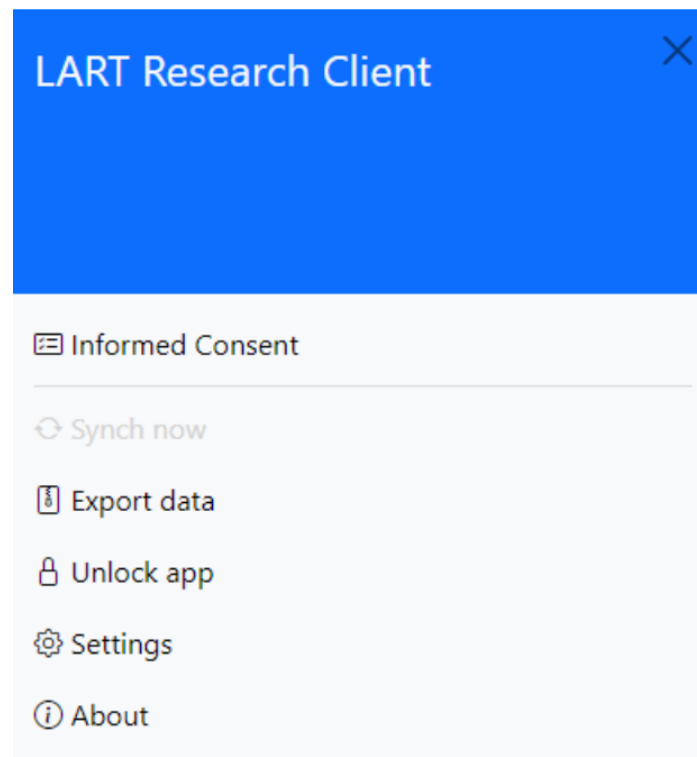 LART Research Client
Informed Consent
Synch now
Export data
Unlock app
Settings
About